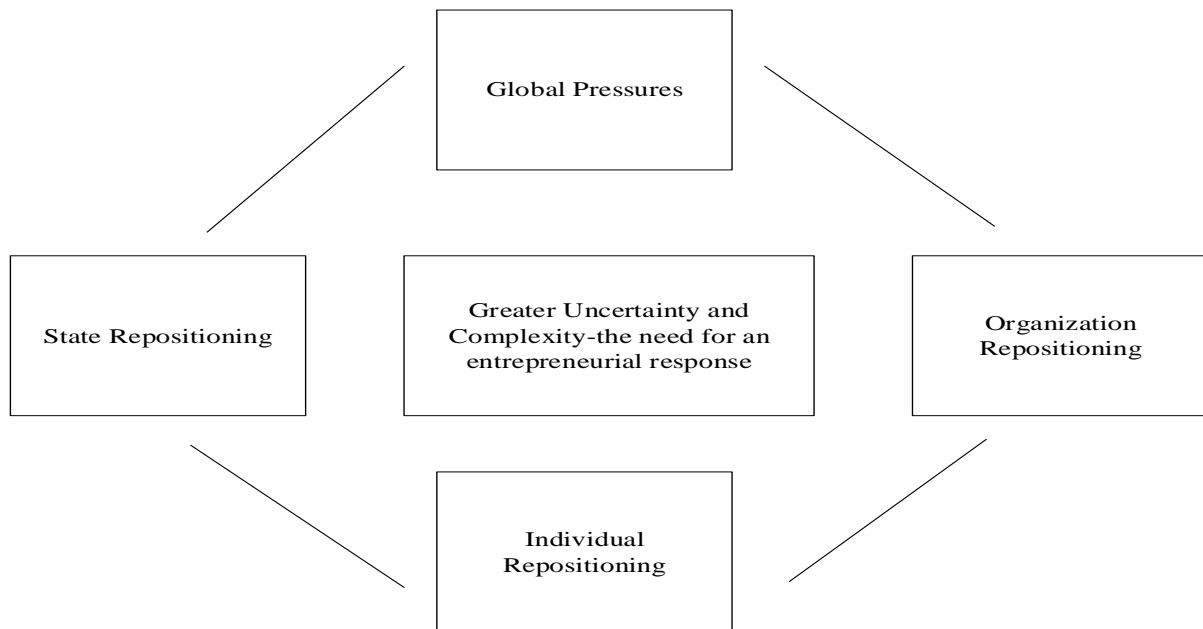 Global Pressures
State Repositioning
Greater Uncertainty and
Complexity-the need for an
entrepreneurial response
Organization
Repositioning
Individual
Repositioning